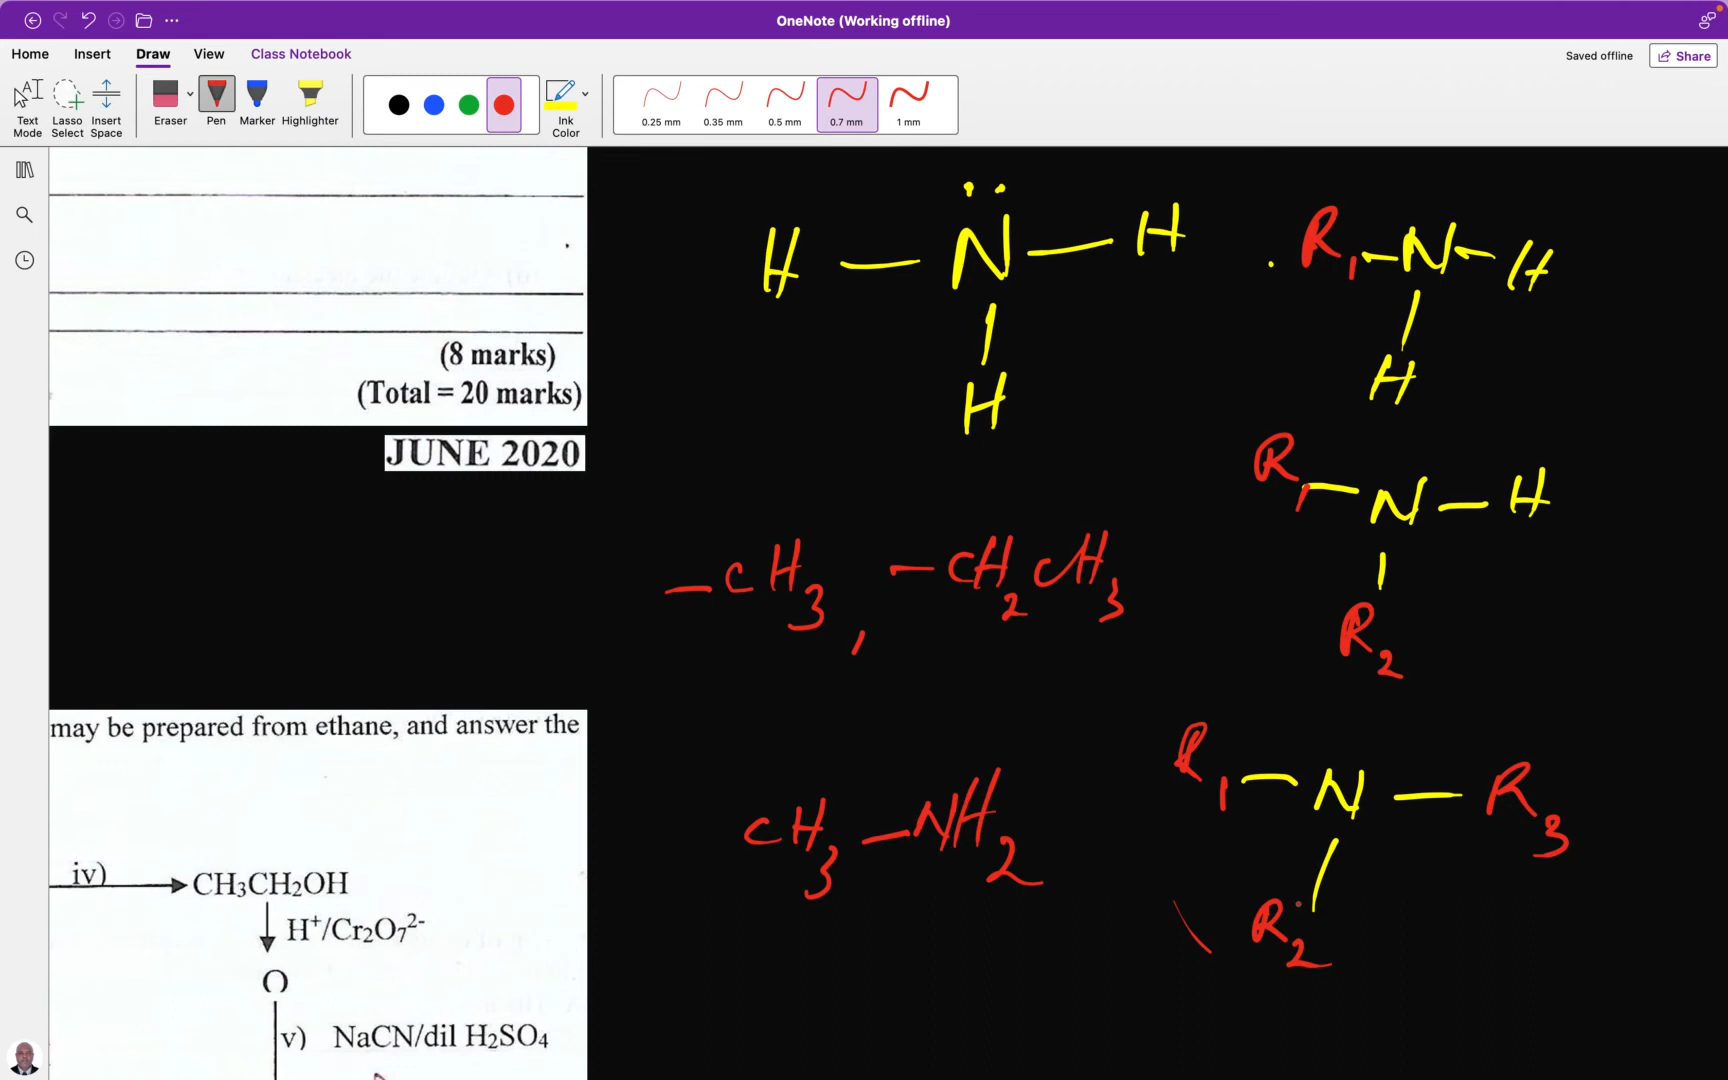 OneNote (Working offline)
Home Insert Draw View Class Notebook
Saved offline Share
Text Mode
Lasso Select
Insert Space
Eraser Pen Marker Highlighter
Ink Color
0.25 mm 0.35 mm 0.5 mm 0.7 mm 1 mm
(8 marks)
(Total = 20 marks)
JUNE 2020
may be prepared from ethane, and answer the
iv)
CH₃CH₂OH
H⁺/Cr₂O₇²⁻
O
v) NaCN/dil H₂SO₄
H — N̈ — H
H
R₁ - N - H
H
R₁ - N - H
R₂
-CH₃, -CH₂CH₃
R₁ - N - R₃
R₂
CH₃ - NH₂